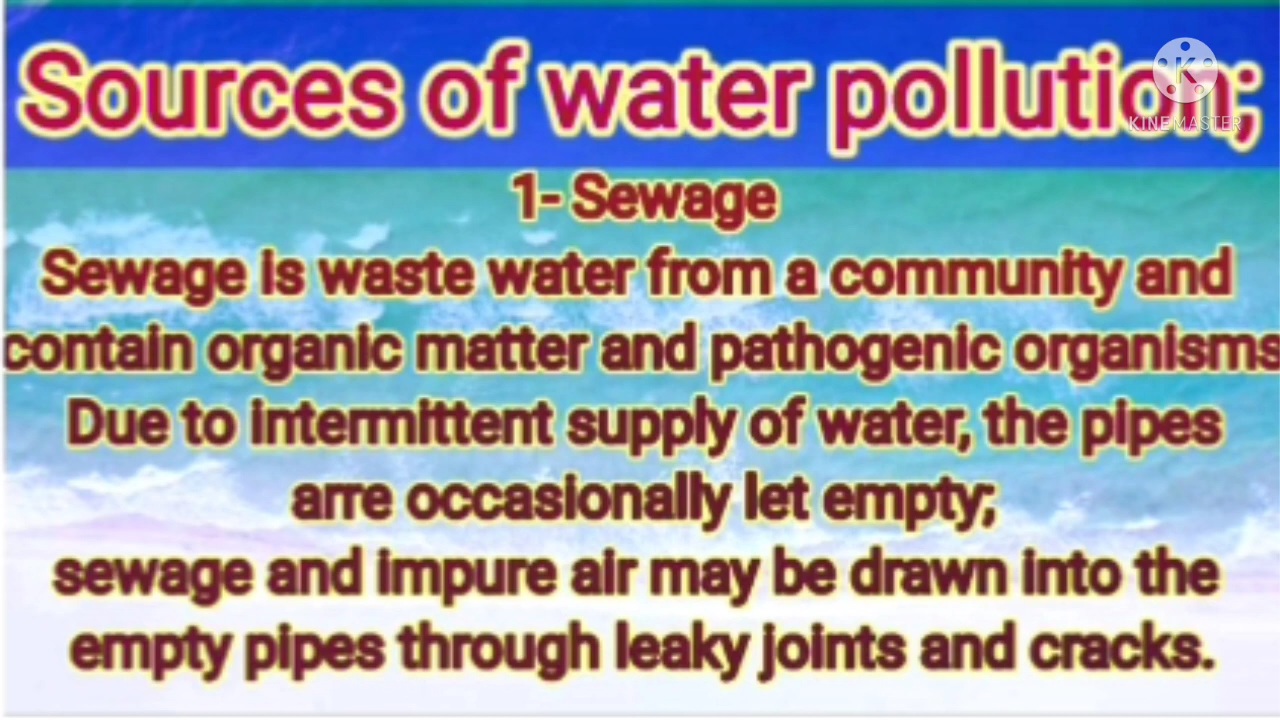 Sources of water pollution;
KINEMASTER
1- Sewage
Sewage is waste water from a community and
contain organic matter and pathogenic organisms
Due to intermittent supply of water, the pipes
arre occasionally let empty;
sewage and impure air may be drawn into the
empty pipes through leaky joints and cracks.